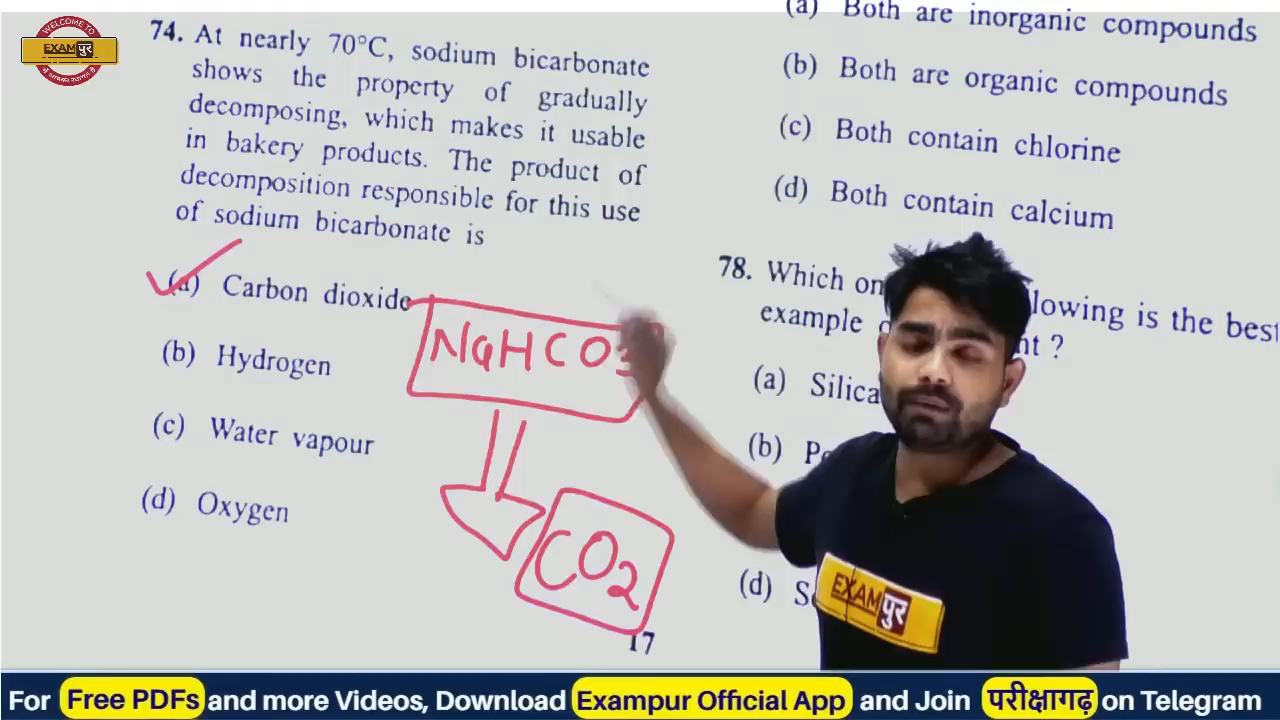 WELCOME TO
EXAM पुर
74. At nearly 70°C, sodium bicarbonate
shows the property of gradually
decomposing, which makes it usable
in bakery products. The product of
decomposition responsible for this use
of sodium bicarbonate is
(a) Carbon dioxide
(b) Hydrogen
(c) Water vapour
(d) Oxygen
NaHCO3
CO2
17
(a) Both are inorganic compounds
(b) Both are organic compounds
(c) Both contain chlorine
(d) Both contain calcium
78. Which lowing is the best
example ?
(a) Silica
(b)
(d)
EXAM पुर
For Free PDFs and more Videos, Download Exampur Official App and Join परीक्षागढ़ on Telegram